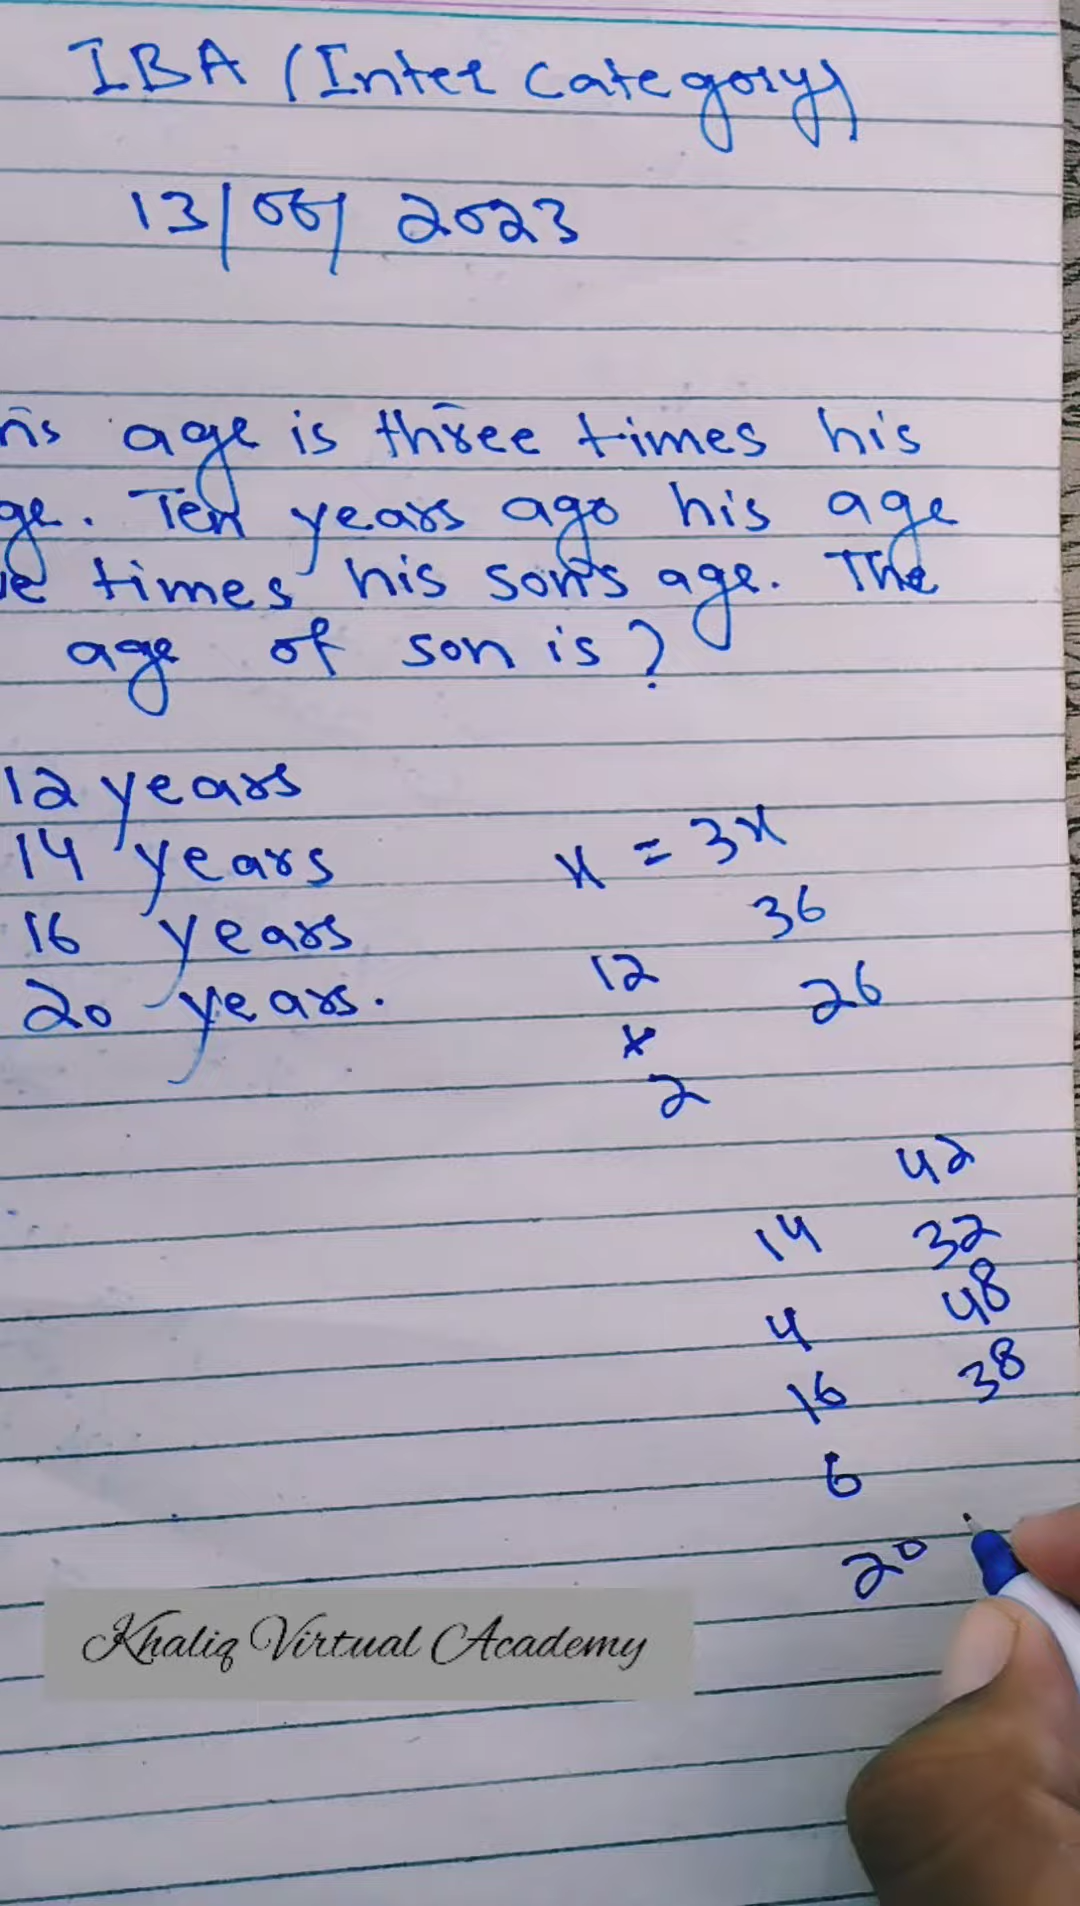 IBA (Inter category)
13/06/2023
n's age is three times his
ge. Ten years ago his age
ve times his son's age. The
age of son is?
12 years
14 years
16 years
20 years.
x = 3x
36
12
26
x
2
42
14 32
48
4
38
16
6
20
Khaliq Virtual Academy